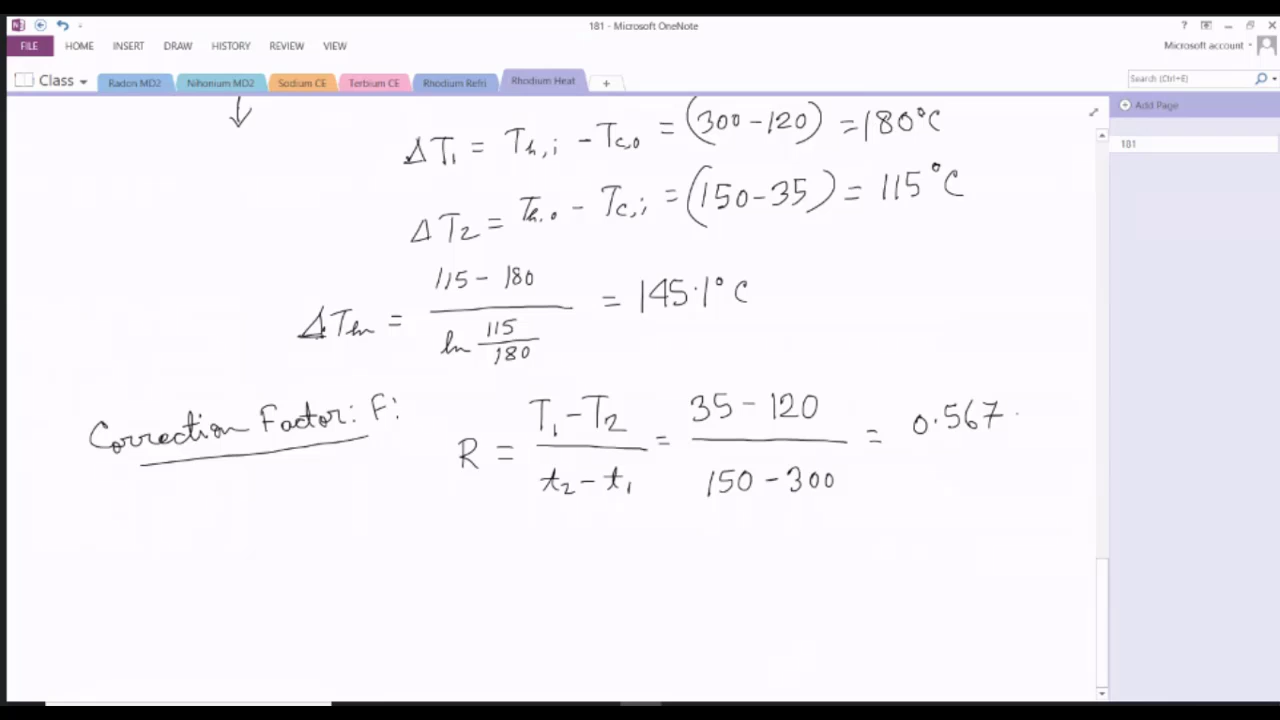 181 - Microsoft OneNote
FILE HOME INSERT DRAW HISTORY REVIEW VIEW
Microsoft account
Class Radon MD2 Nihonium MD2 Sodium CE Terbium CE Rhodium Refri Rhodium Heat
Search (Ctrl+E)
Add Page
181
ΔT₁ = Th,i - Tc,o = (300 - 120) = 180°C
ΔT₂ = Th,o - Tc,i = (150 - 35) = 115°C
ΔTlm = (115 - 180) / (ln 115/180) = 145.1°C
Correction Factor: F:
R = (T₁ - T₂) / (t₂ - t₁) = (35 - 120) / (150 - 300) = 0.567